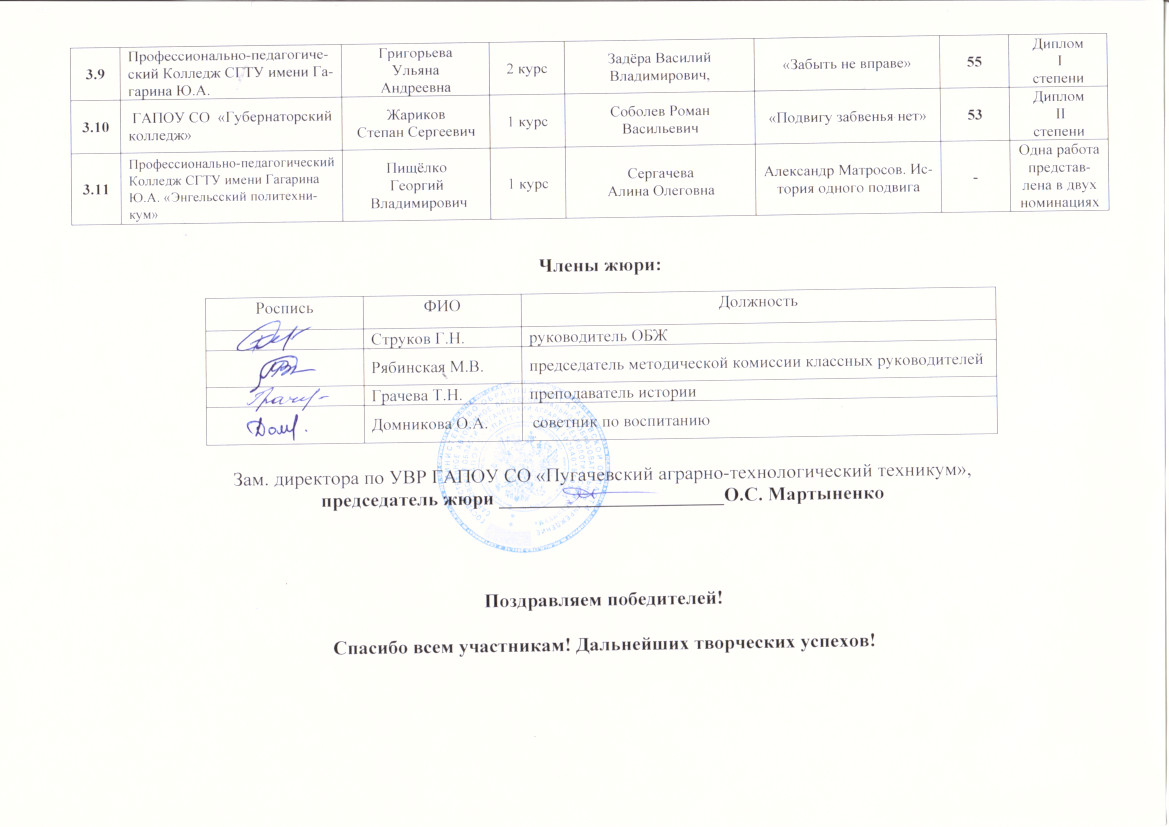 3.9
Профессионально-педагогиче-
ский Колледж СГТУ имени Га-
гарина Ю.А.
Григорьева
Ульяна
Андреевна
2 курс
Задёра Василий
Владимирович,
«Забыть не вправе»
55
Диплом
I
степени
3.10
ГАПОУ СО «Губернаторский
колледж»
Жариков
Степан Сергеевич
1 курс
Соболев Роман
Васильевич
«Подвигу забвенья нет»
53
Диплом
II
степени
3.11
Профессионально-педагогический
Колледж СГТУ имени Гагарина
Ю.А. «Энгельсский политехни-
кум»
Пищёлко
Георгий
Владимирович
1 курс
Сергачева
Алина Олеговна
Александр Матросов. Ис-
тория одного подвига
-
Одна работа
представ-
лена в двух
номинациях
Члены жюри:
Роспись ФИО Должность
Струков Г.Н. руководитель ОБЖ
Рябинская М.В. председатель методической комиссии классных руководителей
Грачева Т.Н. преподаватель истории
Домникова О.А. советник по воспитанию
Зам. директора по УВР ГАПОУ СО «Пугачевский аграрно-технологический техникум»,
председатель жюри ________________________О.С. Мартыненко
Поздравляем победителей!
Спасибо всем участникам! Дальнейших творческих успехов!